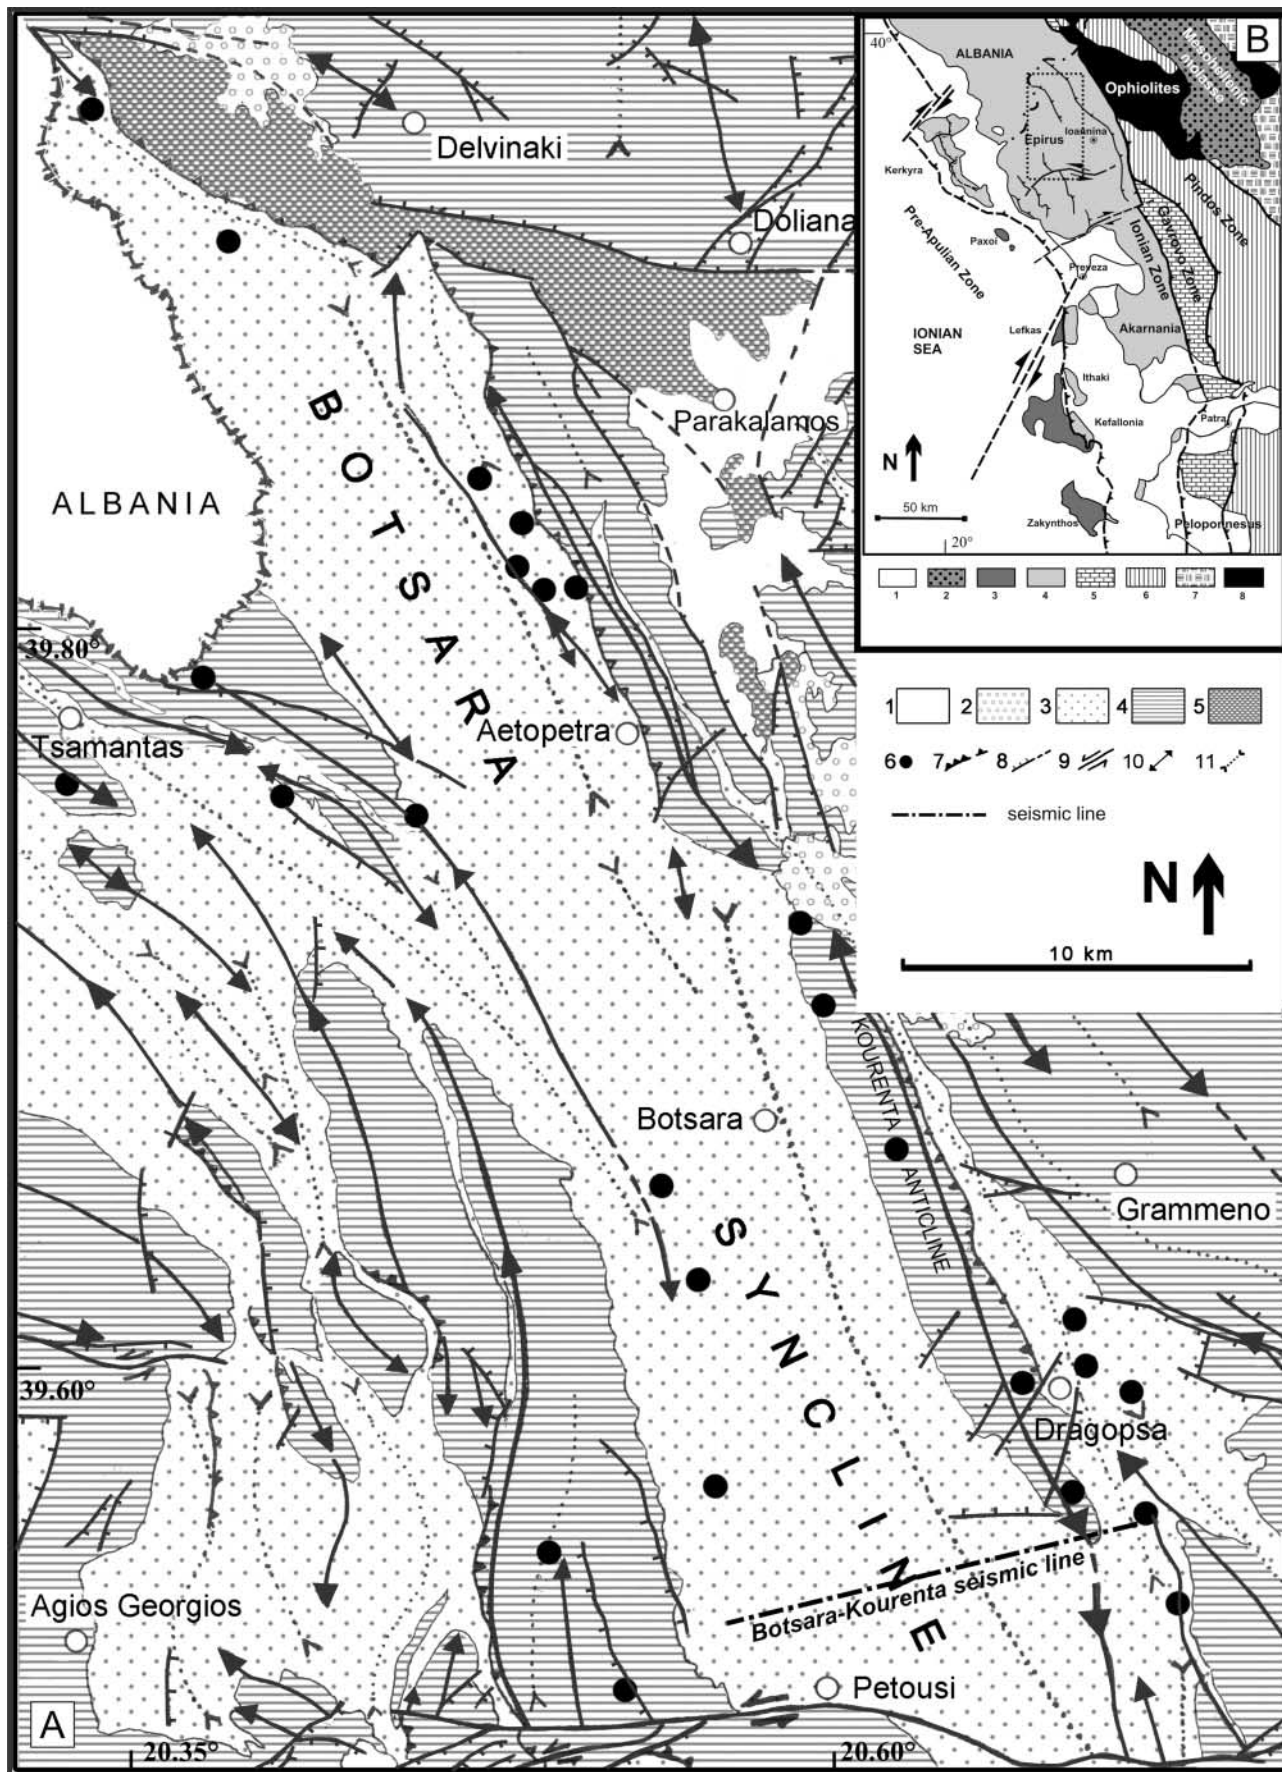 Delvinaki
Doliana
Parakalamos
BOTSARA
ALBANIA
39.80°
Tsamantas
Aetopetra
KOURENTA
ANTICLINE
Botsara
SYNCLINE
Grammeno
39.60°
Dragopsa
Botsara-Kourenta seismic line
Agios Georgios
Petousi
A
20.35°
20.60°
B
40°
ALBANIA
Mesohellenic
molasse
Ophiolites
Ioannina
Epirus
Kerkyra
Pindos Zone
Gavrovo Zone
Ionian Zone
Pre-Apulian Zone
Paxoi
Preveza
IONIAN
SEA
Lefkas
Akarnania
Ithaki
Kefallonia
Patra
N
50 km
Zakynthos
Peloponnesus
20°
1 2 3 4 5 6 7 8
1 2 3 4 5
6 7 8 9 10 11
seismic line
N
10 km